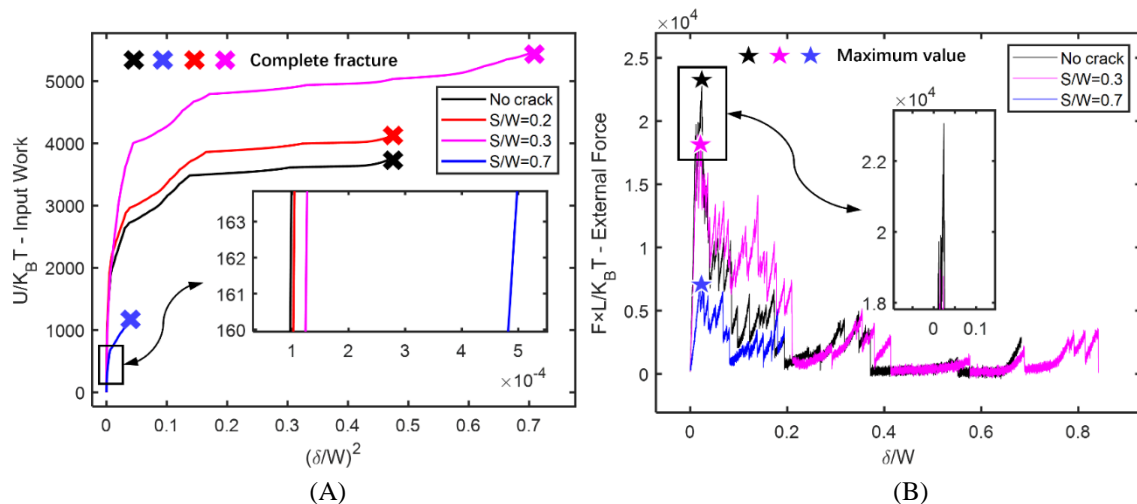 Complete fracture
No crack
S/W=0.2
S/W=0.3
S/W=0.7
U/K_B T - Input Work
5000
4000
3000
2000
1000
0
163
162
161
160
1 2 3 4 5
×10^-4
0 0.1 0.2 0.3 0.4 0.5 0.6 0.7
(δ/W)^2
(A)
×10^4
Maximum value
No crack
S/W=0.3
S/W=0.7
F×L/K_B T - External Force
2.5
2.0
1.5
1.0
5000
0
×10^4
2.2
2
1.8
0 0.1
0 0.2 0.4 0.6 0.8
δ/W
(B)